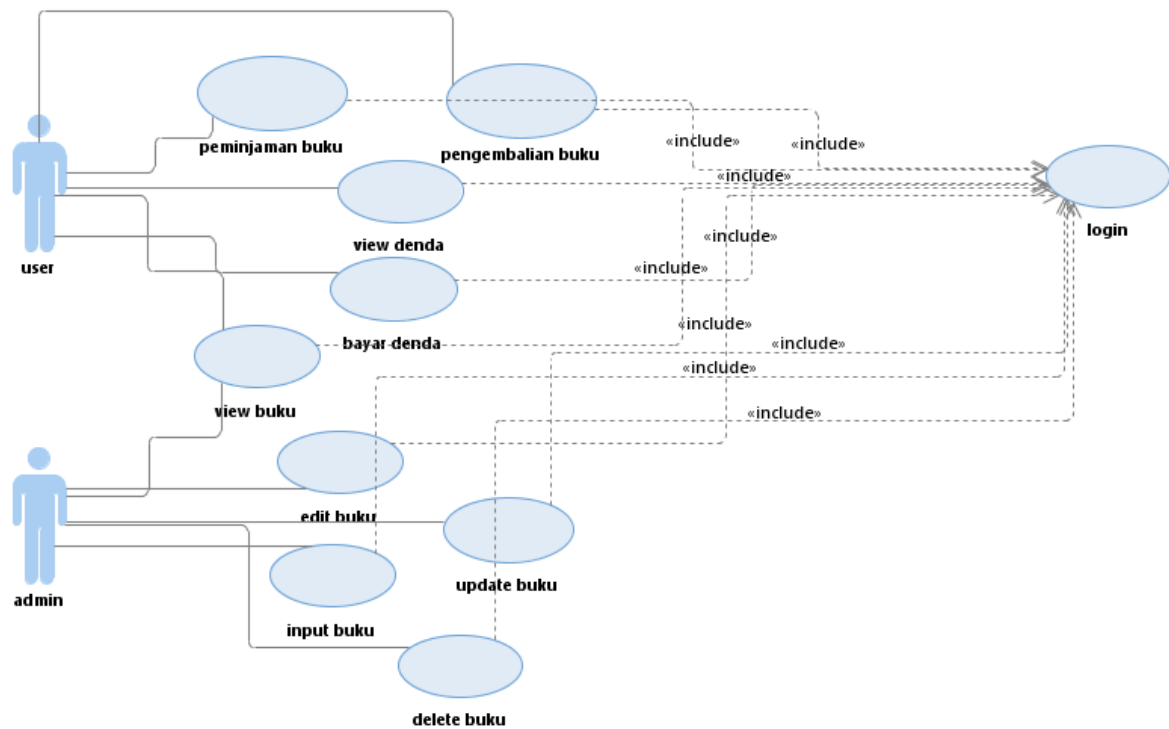 peminjaman buku
pengembalian buku
«include»
«include»
«include»
view denda
login
«include»
user
«include»
bayar denda
«include»
«include»
«include»
view buku
«include»
edit buku
update buku
admin
input buku
delete buku